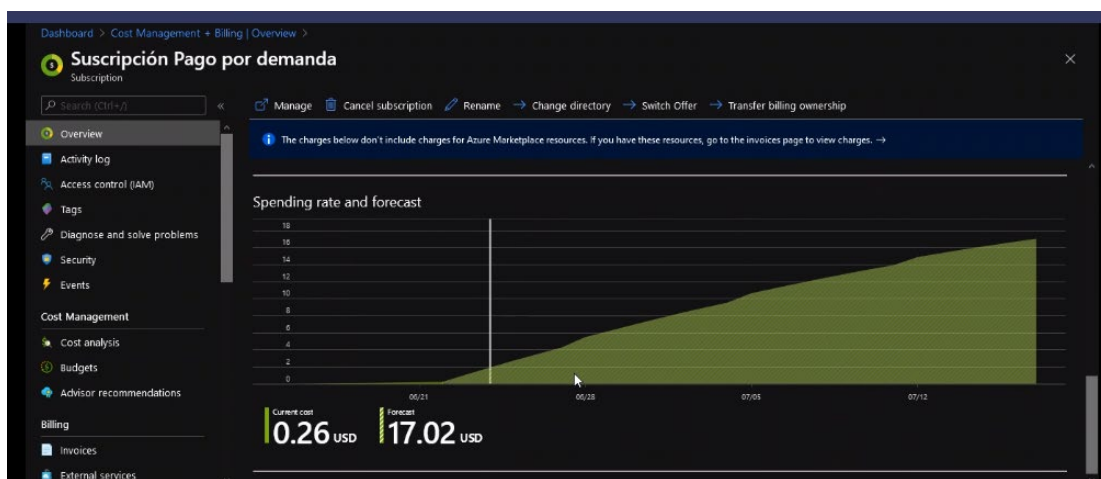 Dashboard > Cost Management + Billing | Overview >
Suscripción Pago por demanda
Subscription
Search (Ctrl+/)
Manage Cancel subscription Rename Change directory Switch Offer Transfer billing ownership
Overview
Activity log
Access control (IAM)
Tags
Diagnose and solve problems
Security
Events
Cost Management
Cost analysis
Budgets
Advisor recommendations
Billing
Invoices
External services
The charges below don't include charges for Azure Marketplace resources. If you have these resources, go to the invoices page to view charges. →
Spending rate and forecast
18
16
14
12
10
8
6
4
2
0
06/21 06/28 07/05 07/12
Current cost
0.26 USD
Forecast
17.02 USD